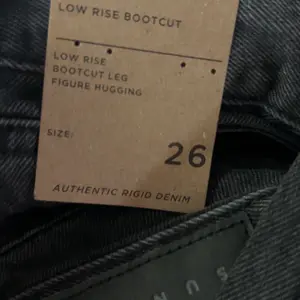 LOW RISE BOOTCUT
LOW RISE
BOOTCUT LEG
FIGURE HUGGING
SIZE:
26
AUTHENTIC RIGID DENIM